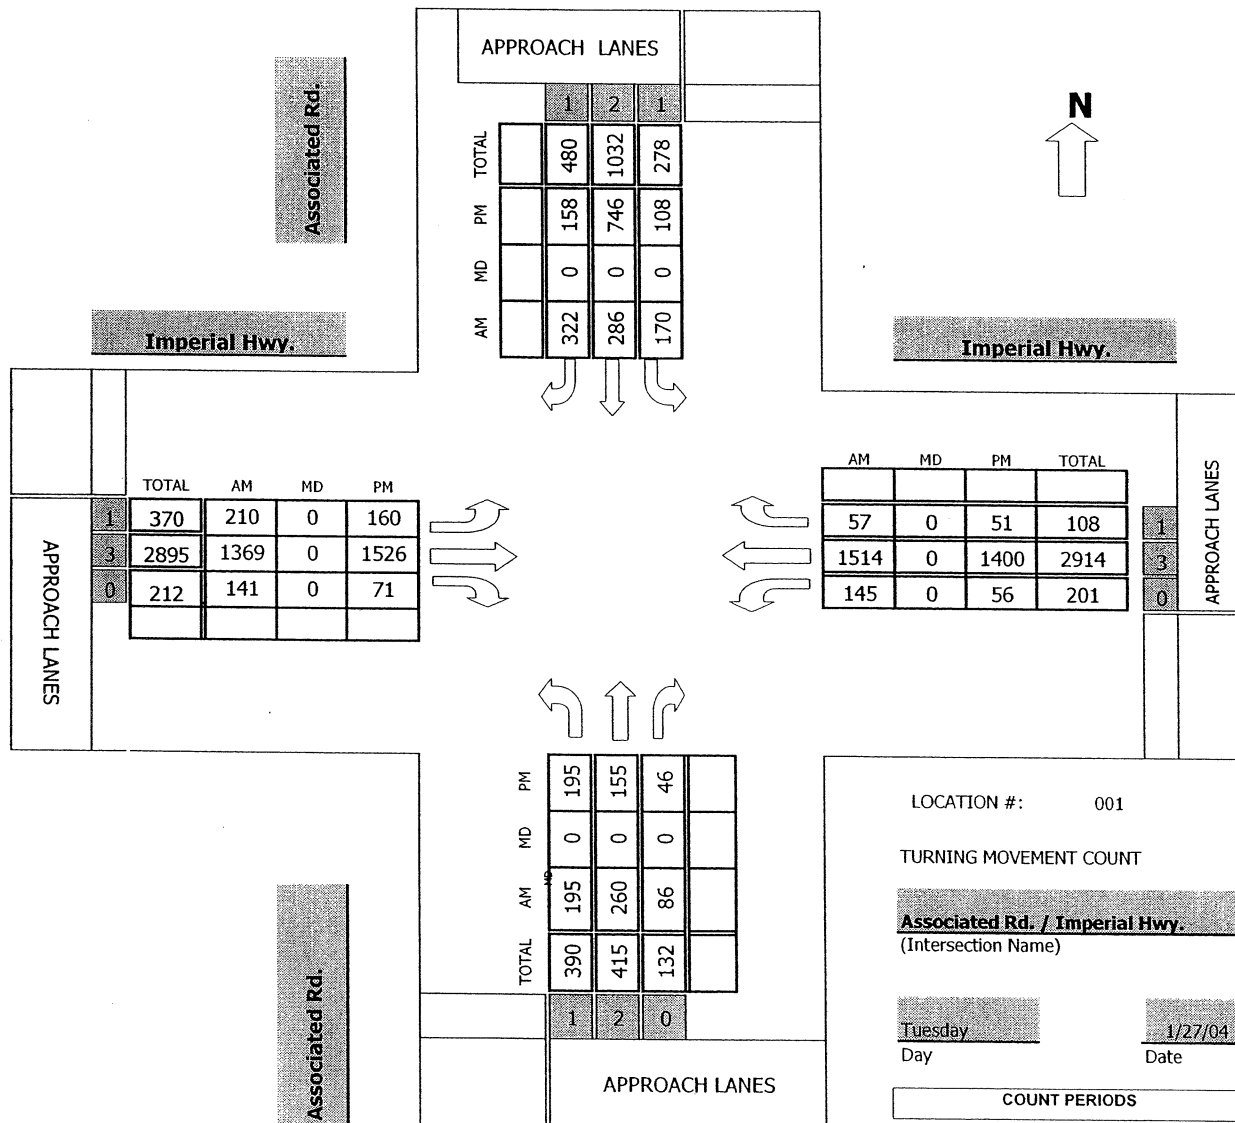 APPROACH LANES
N
Associated Rd.
1 2 1
TOTAL 480 1032 278
PM 158 746 108
MD 0 0 0
AM 322 286 170
Imperial Hwy.
Imperial Hwy.
TOTAL AM MD PM
1 370 210 0 160
3 2895 1369 0 1526
0 212 141 0 71
APPROACH LANES
AM MD PM TOTAL
57 0 51 108 1
1514 0 1400 2914 3
145 0 56 201 0
APPROACH LANES
PM 195 155 46
MD 0 0 0
MD
AM 195 260 86
TOTAL 390 415 132
1 2 0
APPROACH LANES
Associated Rd.
LOCATION #: 001
TURNING MOVEMENT COUNT
Associated Rd. / Imperial Hwy.
(Intersection Name)
Tuesday 1/27/04
Day Date
COUNT PERIODS